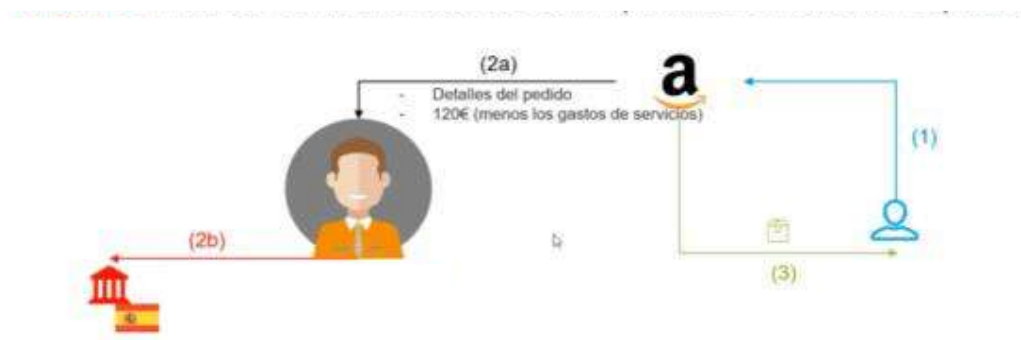 (2a)
a
- Detalles del pedido
- 120€ (menos los gastos de servicios)
(1)
(2b)
(3)